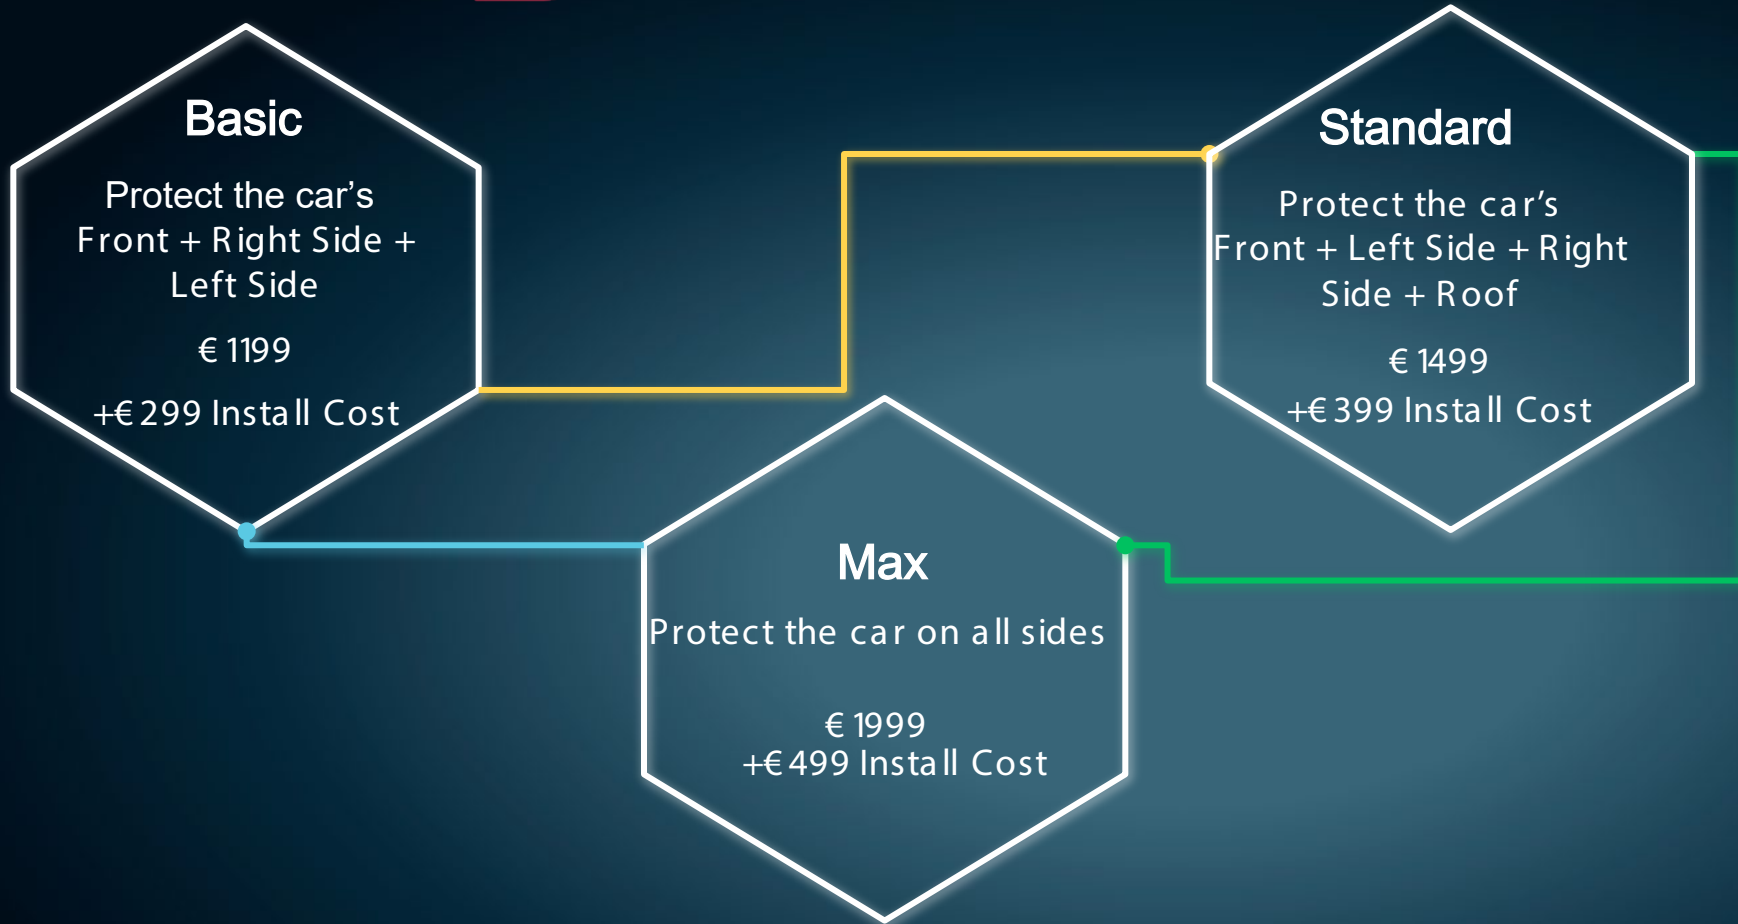 Basic
Protect the car’s
Front + Right Side +
Left Side
€ 1199
+€ 299 Install Cost
Standard
Protect the car’s
Front + Left Side + Right
Side + Roof
€ 1499
+€ 399 Install Cost
Max
Protect the car on all sides
€ 1999
+€ 499 Install Cost